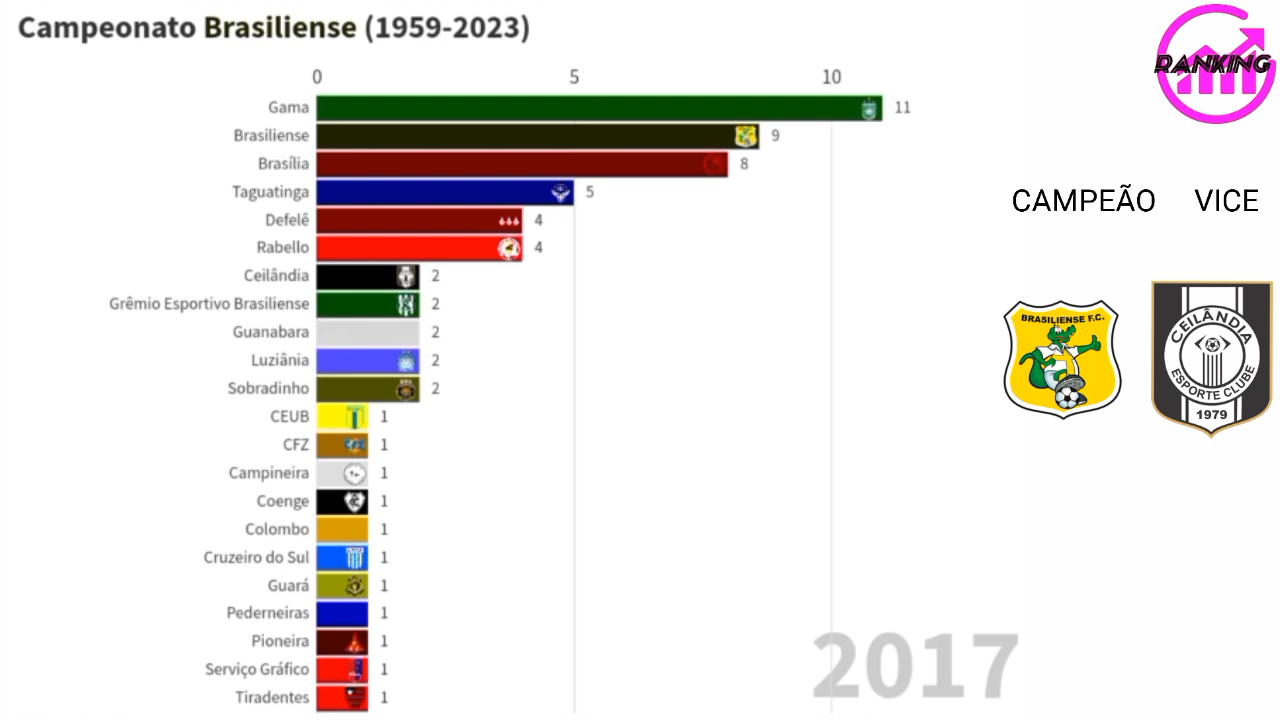 Campeonato Brasiliense (1959-2023)
RANKING
0 5 10
Gama 11
Brasiliense 9
Brasília 8
Taguatinga 5
Defelê 4
Rabello 4
Ceilândia 2
Grêmio Esportivo Brasiliense 2
Guanabara 2
Luziânia 2
Sobradinho 2
CEUB 1
CFZ 1
Campineira 1
Coenge 1
Colombo 1
Cruzeiro do Sul 1
Guará 1
Pederneiras 1
Pioneira 1
Serviço Gráfico 1
Tiradentes 1
CAMPEÃO VICE
BRASILIENSE F.C.
CEILÂNDIA
ESPORTE CLUBE
1979
2017